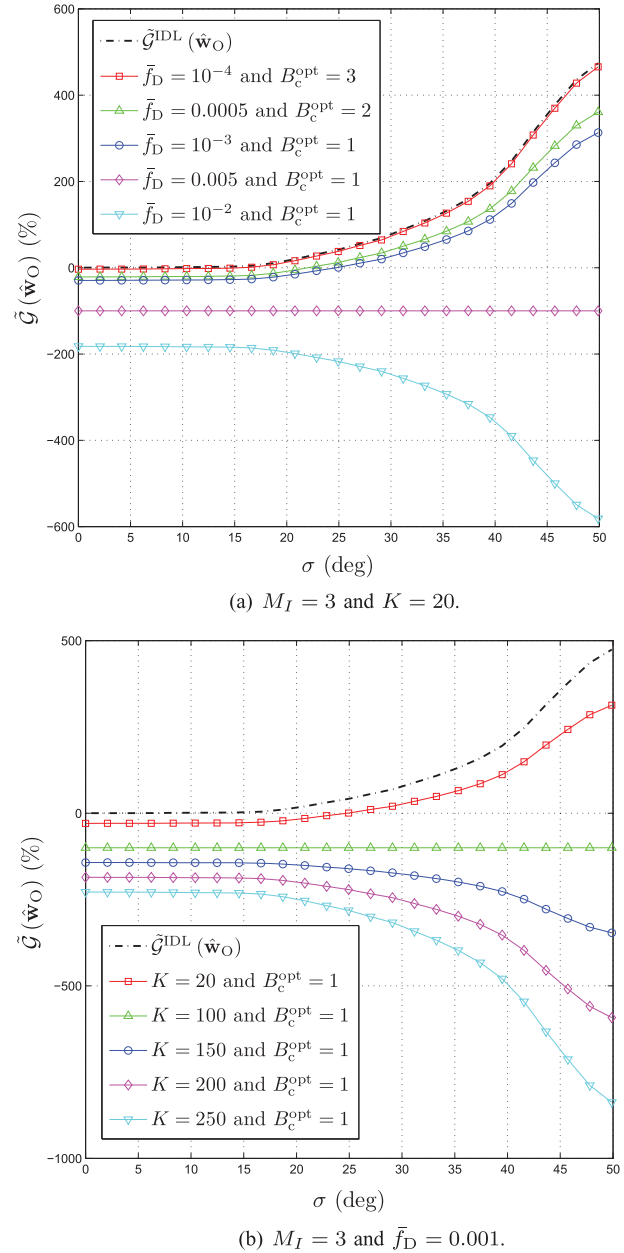 600
400
200
0
−200
−400
−600
G̃ (ŵ_O) (%)
G̃^IDL (ŵ_O)
f̄_D = 10^−4 and B_c^opt = 3
f̄_D = 0.0005 and B_c^opt = 2
f̄_D = 10^−3 and B_c^opt = 1
f̄_D = 0.005 and B_c^opt = 1
f̄_D = 10^−2 and B_c^opt = 1
0 5 10 15 20 25 30 35 40 45 50
σ (deg)
(a) M_I = 3 and K = 20.
500
0
−500
−1000
G̃ (ŵ_O) (%)
G̃^IDL (ŵ_O)
K = 20 and B_c^opt = 1
K = 100 and B_c^opt = 1
K = 150 and B_c^opt = 1
K = 200 and B_c^opt = 1
K = 250 and B_c^opt = 1
0 5 10 15 20 25 30 35 40 45 50
σ (deg)
(b) M_I = 3 and f̄_D = 0.001.